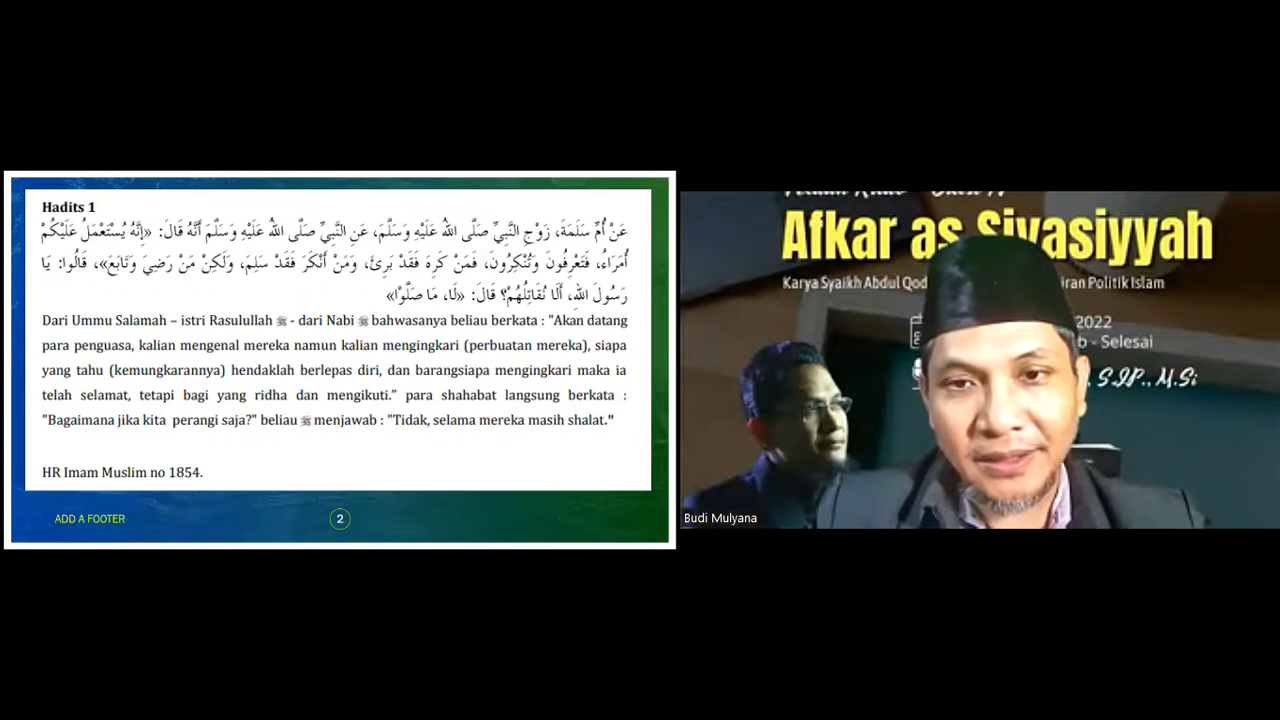 Hadits 1
عَنْ أُمِّ سَلَمَةَ، زَوْجِ النَّبِيِّ صَلَّى اللهُ عَلَيْهِ وَسَلَّمَ، عَنِ النَّبِيِّ صَلَّى اللهُ عَلَيْهِ وَسَلَّمَ أَنَّهُ قَالَ: «إِنَّهُ يُسْتَعْمَلُ عَلَيْكُمْ
أُمَرَاءُ، فَتَعْرِفُونَ وَتُنْكِرُونَ، فَمَنْ كَرِهَ فَقَدْ بَرِئَ، وَمَنْ أَنْكَرَ فَقَدْ سَلِمَ، وَلَكِنْ مَنْ رَضِيَ وَتَابَعَ»، قَالُوا: يَا
رَسُولَ اللهِ، أَلَا نُقَاتِلُهُمْ؟ قَالَ: «لَا، مَا صَلَّوْا»
Dari Ummu Salamah – istri Rasulullah ﷺ - dari Nabi ﷺ bahwasanya beliau berkata : "Akan datang
para penguasa, kalian mengenal mereka namun kalian mengingkari (perbuatan mereka), siapa
yang tahu (kemungkarannya) hendaklah berlepas diri, dan barangsiapa mengingkari maka ia
telah selamat, tetapi bagi yang ridha dan mengikuti.” para shahabat langsung berkata :
"Bagaimana jika kita perangi saja?" beliau ﷺ menjawab : "Tidak, selama mereka masih shalat."
HR Imam Muslim no 1854.
ADD A FOOTER
2
Afkar as Siyasiyyah
Karya Syaikh Abdul Qod iran Politik Islam
2022
b - Selesai
S.IP., M.Si
Budi Mulyana